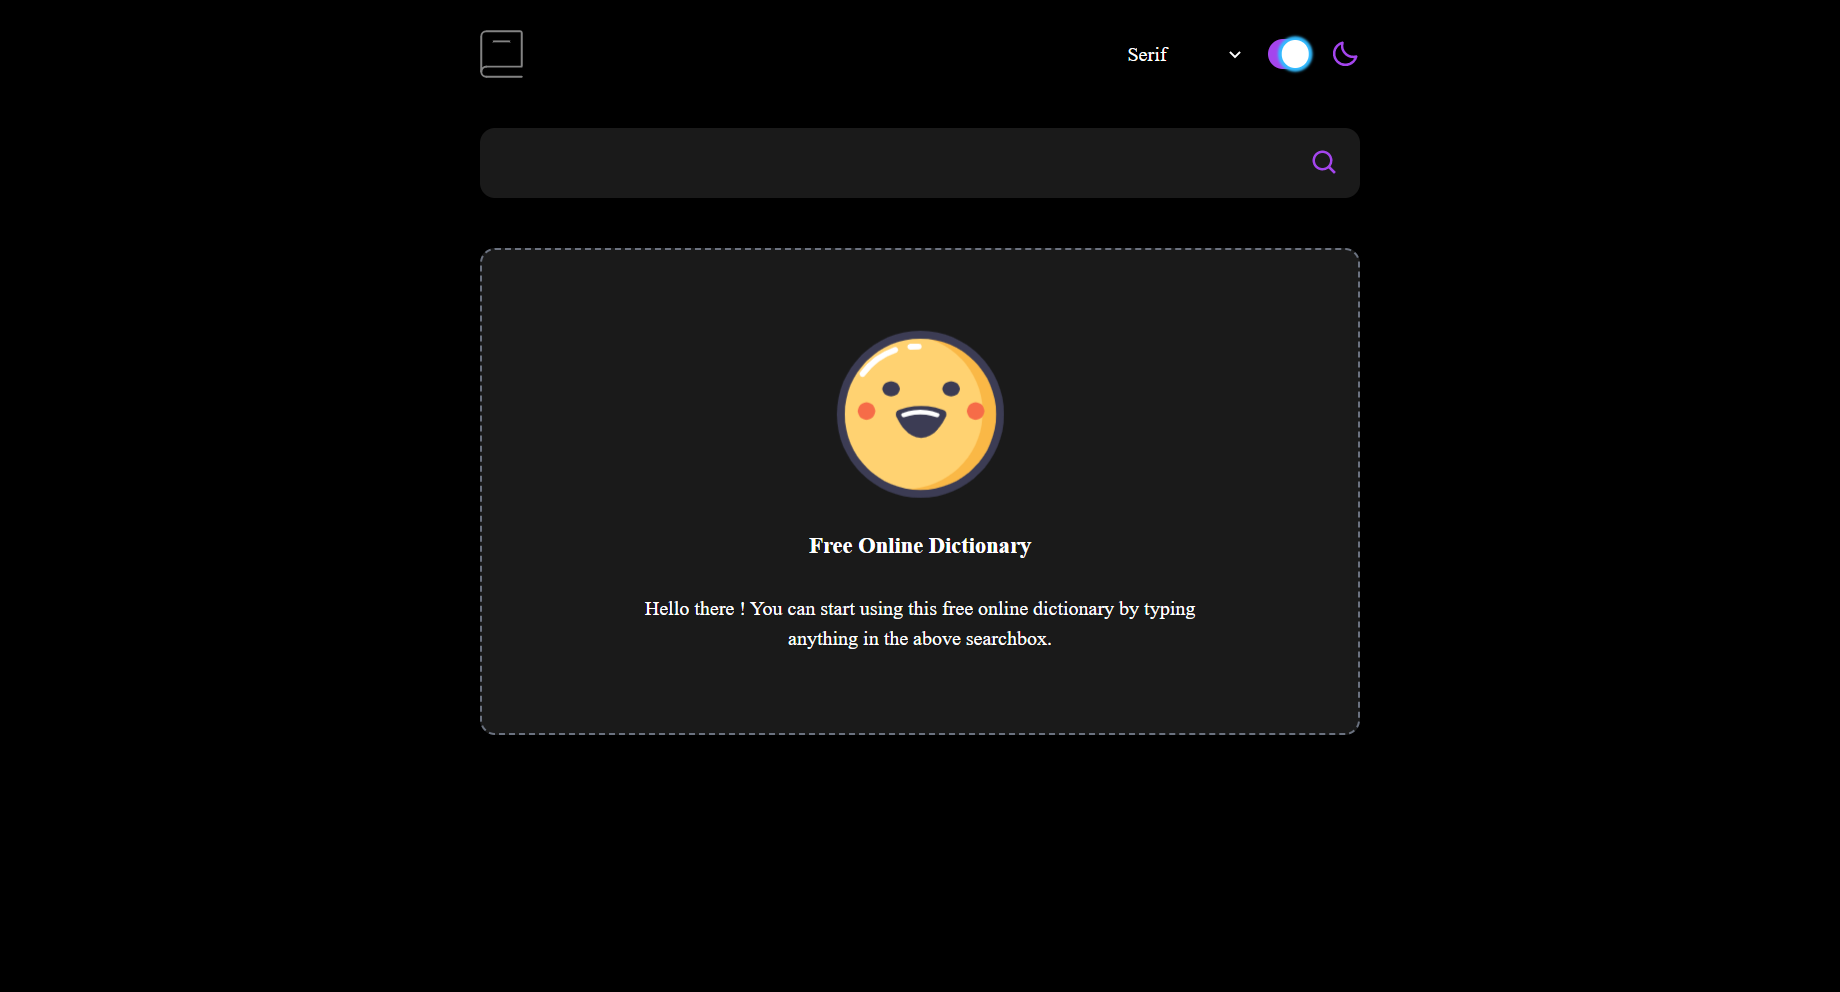 Serif
Free Online Dictionary
Hello there ! You can start using this free online dictionary by typing
anything in the above searchbox.